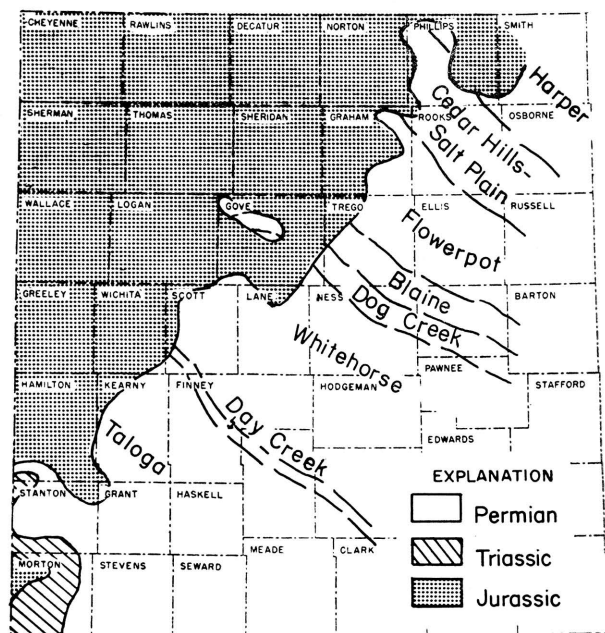 CHEYENNE RAWLINS DECATUR NORTON PHILLIPS SMITH
Harper
SHERMAN THOMAS SHERIDAN GRAHAM ROOKS OSBORNE
Cedar Hills-
Salt Plain
WALLACE LOGAN GOVE TREGO ELLIS RUSSELL
Flowerpot
GREELEY WICHITA SCOTT LANE NESS BARTON
Blaine
Dog Creek
Whitehorse
PAWNEE
HAMILTON KEARNY FINNEY HODGEMAN STAFFORD
Day Creek
Taloga
EDWARDS
STANTON GRANT HASKELL
MEADE CLARK
MORTON STEVENS SEWARD
EXPLANATION
Permian
Triassic
Jurassic